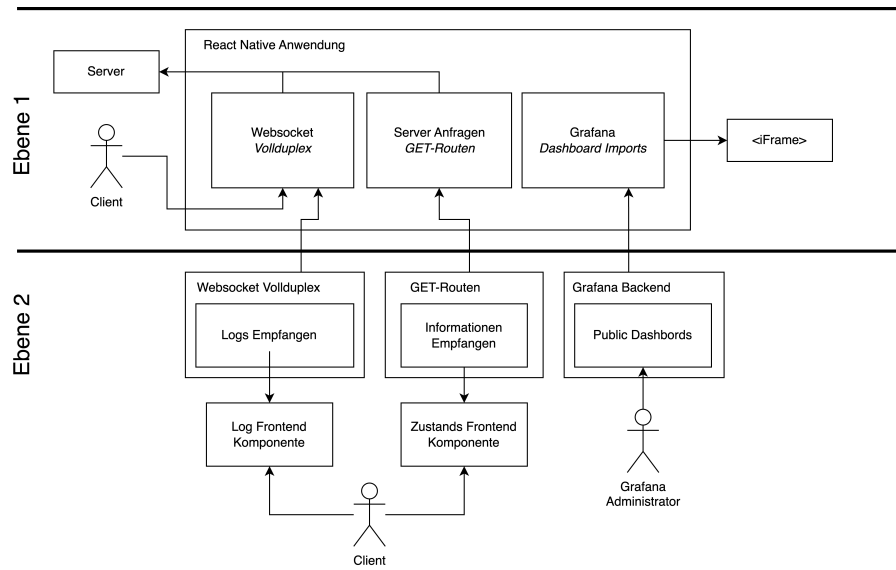 Ebene 1
React Native Anwendung
Server
Websocket
Vollduplex
Server Anfragen
GET-Routen
Grafana
Dashboard Imports
<iFrame>
Client
Ebene 2
Websocket Vollduplex
Logs Empfangen
GET-Routen
Informationen
Empfangen
Grafana Backend
Public Dashbords
Log Frontend
Komponente
Zustands Frontend
Komponente
Grafana
Administrator
Client